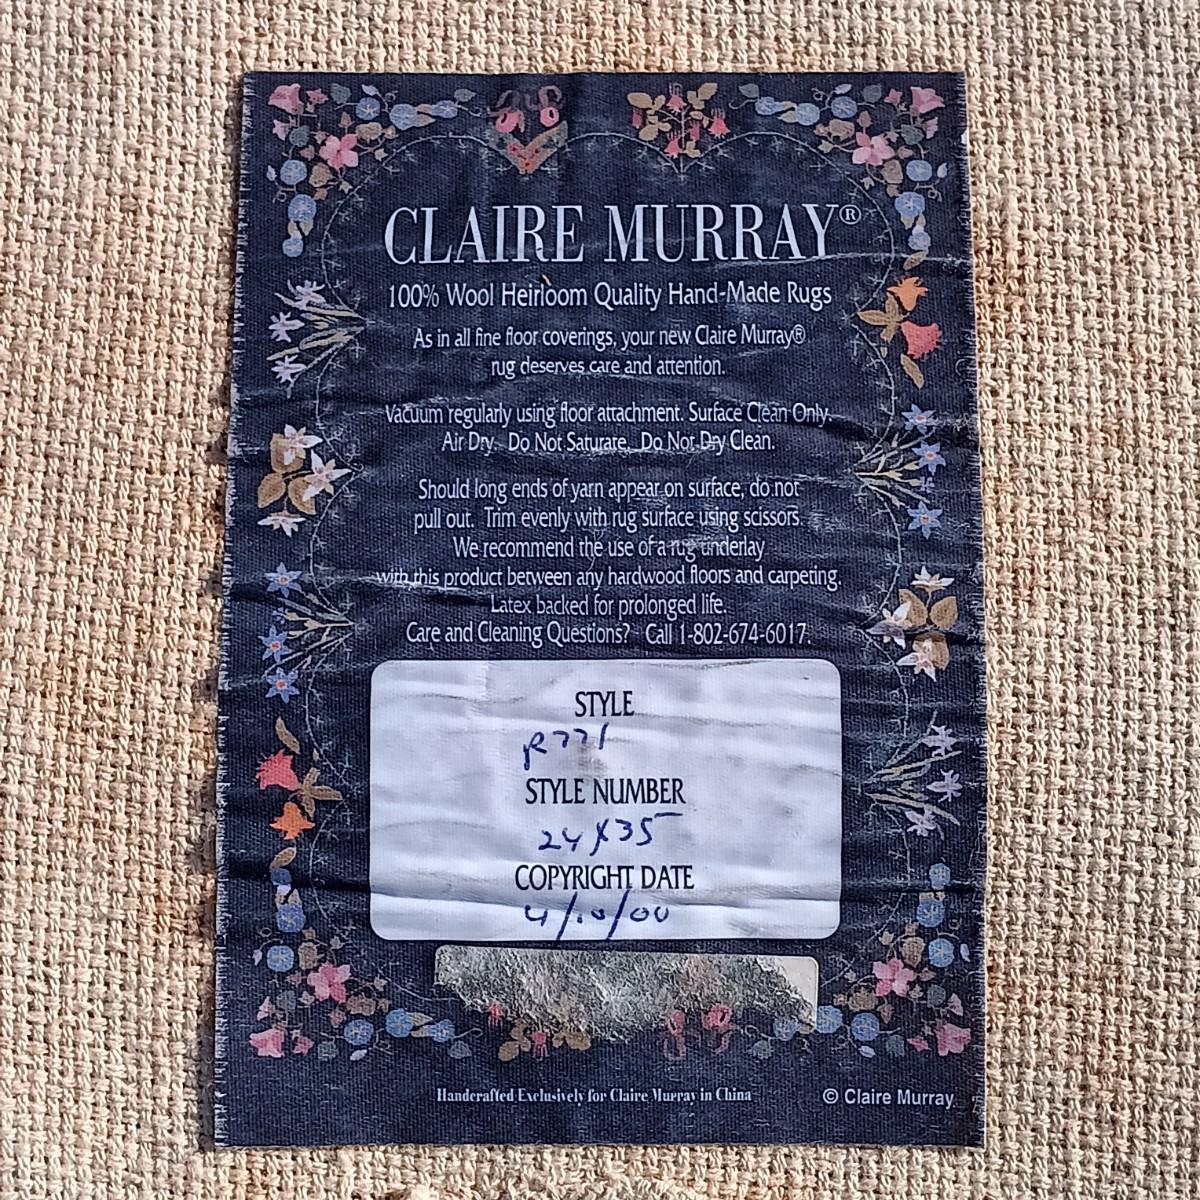 CLAIRE MURRAY®
100% Wool Heirloom Quality Hand-Made Rugs
As in all fine floor coverings, your new Claire Murray®
rug deserves care and attention.
Vacuum regularly using floor attachment. Surface Clean Only.
Air Dry. Do Not Saturate. Do Not Dry Clean.
Should long ends of yarn appear on surface, do not
pull out. Trim evenly with rug surface using scissors.
We recommend the use of a rug underlay
with this product between any hardwood floors and carpeting.
Latex backed for prolonged life.
Care and Cleaning Questions? Call 1-802-674-6017.
STYLE
R771
STYLE NUMBER
24X35
COPYRIGHT DATE
4/10/00
Handcrafted Exclusively for Claire Murray in China
© Claire Murray